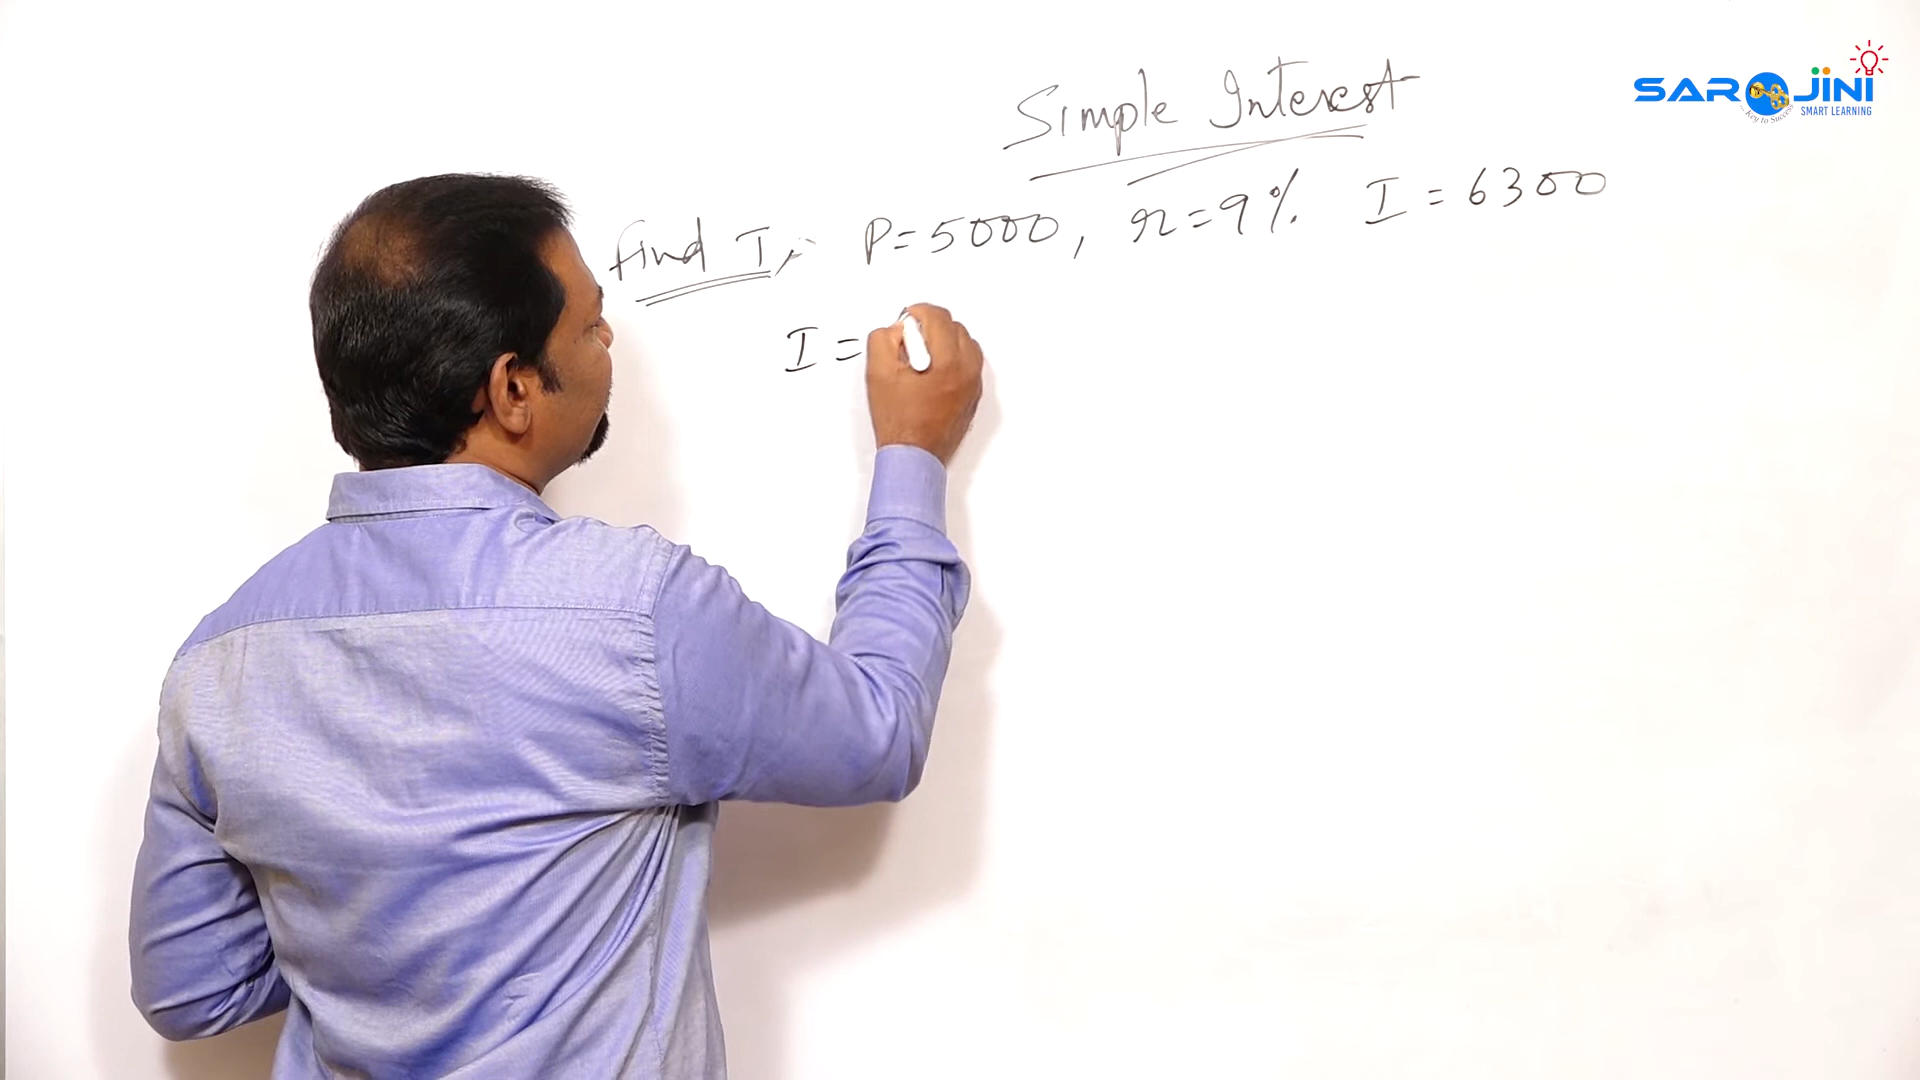 SAROJINI
Key to Success
SMART LEARNING
Simple Interest
Find T,- P=5000, r=9% I=6300
I =